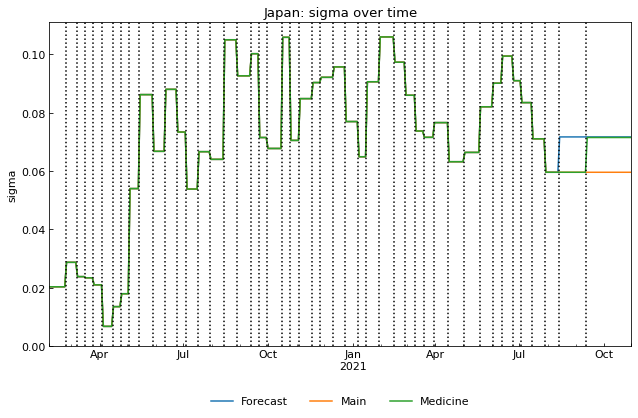 Japan: sigma over time
sigma
0.10
0.08
0.06
0.04
0.02
0.00
Apr Jul Oct Jan Apr Jul Oct
2021
Forecast Main Medicine